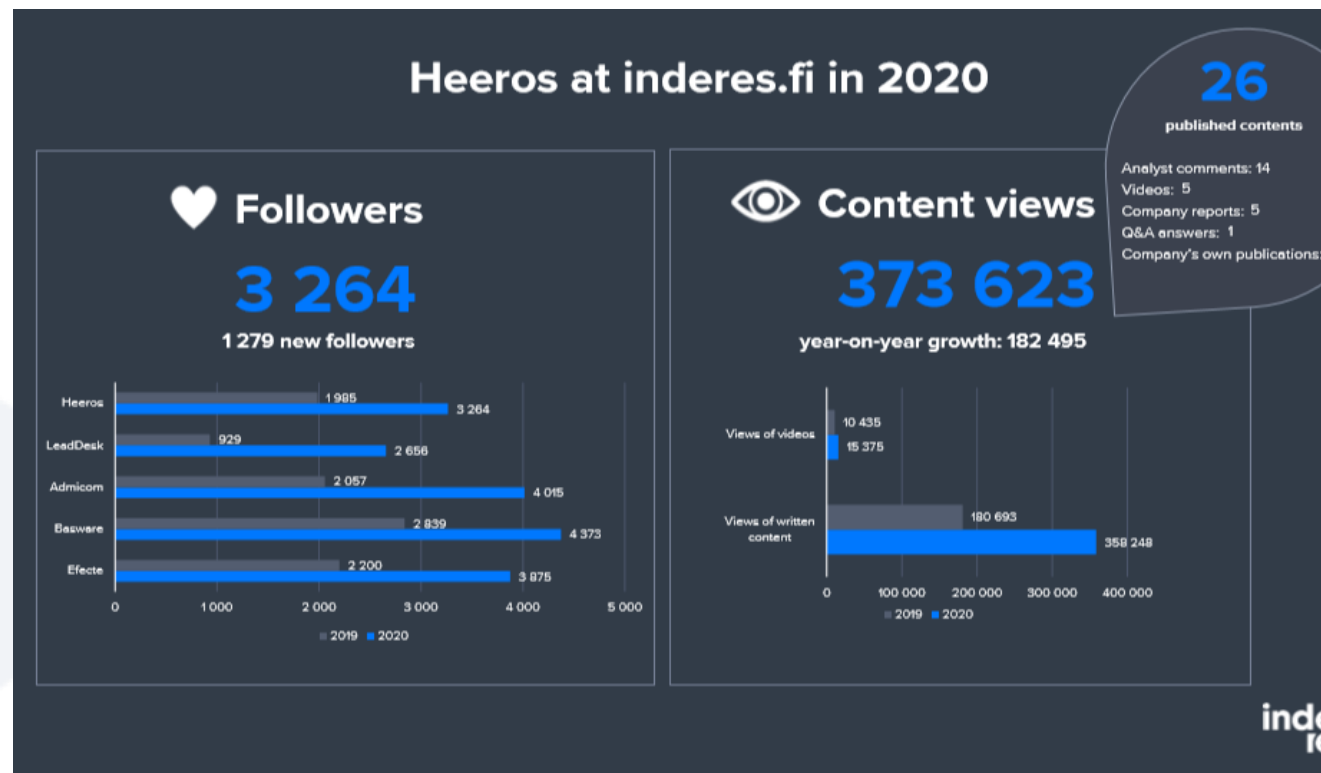 Heeros at inderes.fi in 2020
26
published contents
Analyst comments: 14
Videos: 5
Company reports: 5
Q&A answers: 1
Company's own publications:
Followers
3 264
1 279 new followers
Heeros
1 985
3 264
LeadDesk
929
2 656
Admicom
2 057
4 015
Basware
2 839
4 373
Efecte
2 200
3 875
0 1 000 2 000 3 000 4 000 5 000
2019 2020
Content views
373 623
year-on-year growth: 182 495
Views of videos
10 435
15 375
Views of written
content
180 693
358 248
0 100 000 200 000 300 000 400 000
2019 2020